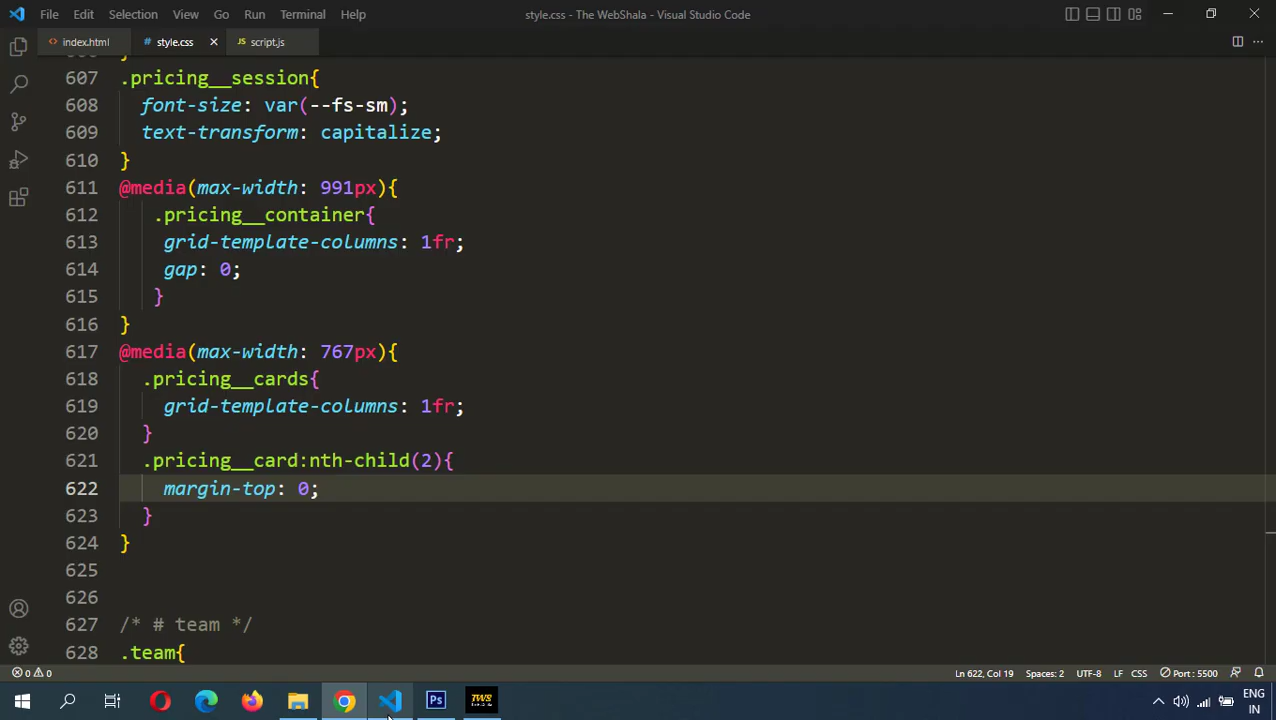 File Edit Selection View Go Run Terminal Help
style.css - The WebShala - Visual Studio Code
index.html # style.css JS script.js
607 .pricing__session{
608 font-size: var(--fs-sm);
609 text-transform: capitalize;
610 }
611 @media(max-width: 991px){
612 .pricing__container{
613 grid-template-columns: 1fr;
614 gap: 0;
615 }
616 }
617 @media(max-width: 767px){
618 .pricing__cards{
619 grid-template-columns: 1fr;
620 }
621 .pricing__card:nth-child(2){
622 margin-top: 0;
623 }
624 }
625
626
627 /* # team */
628 .team{
0 0
Ln 622, Col 19 Spaces: 2 UTF-8 LF CSS Port : 5500
Ps TWS
ENG
IN